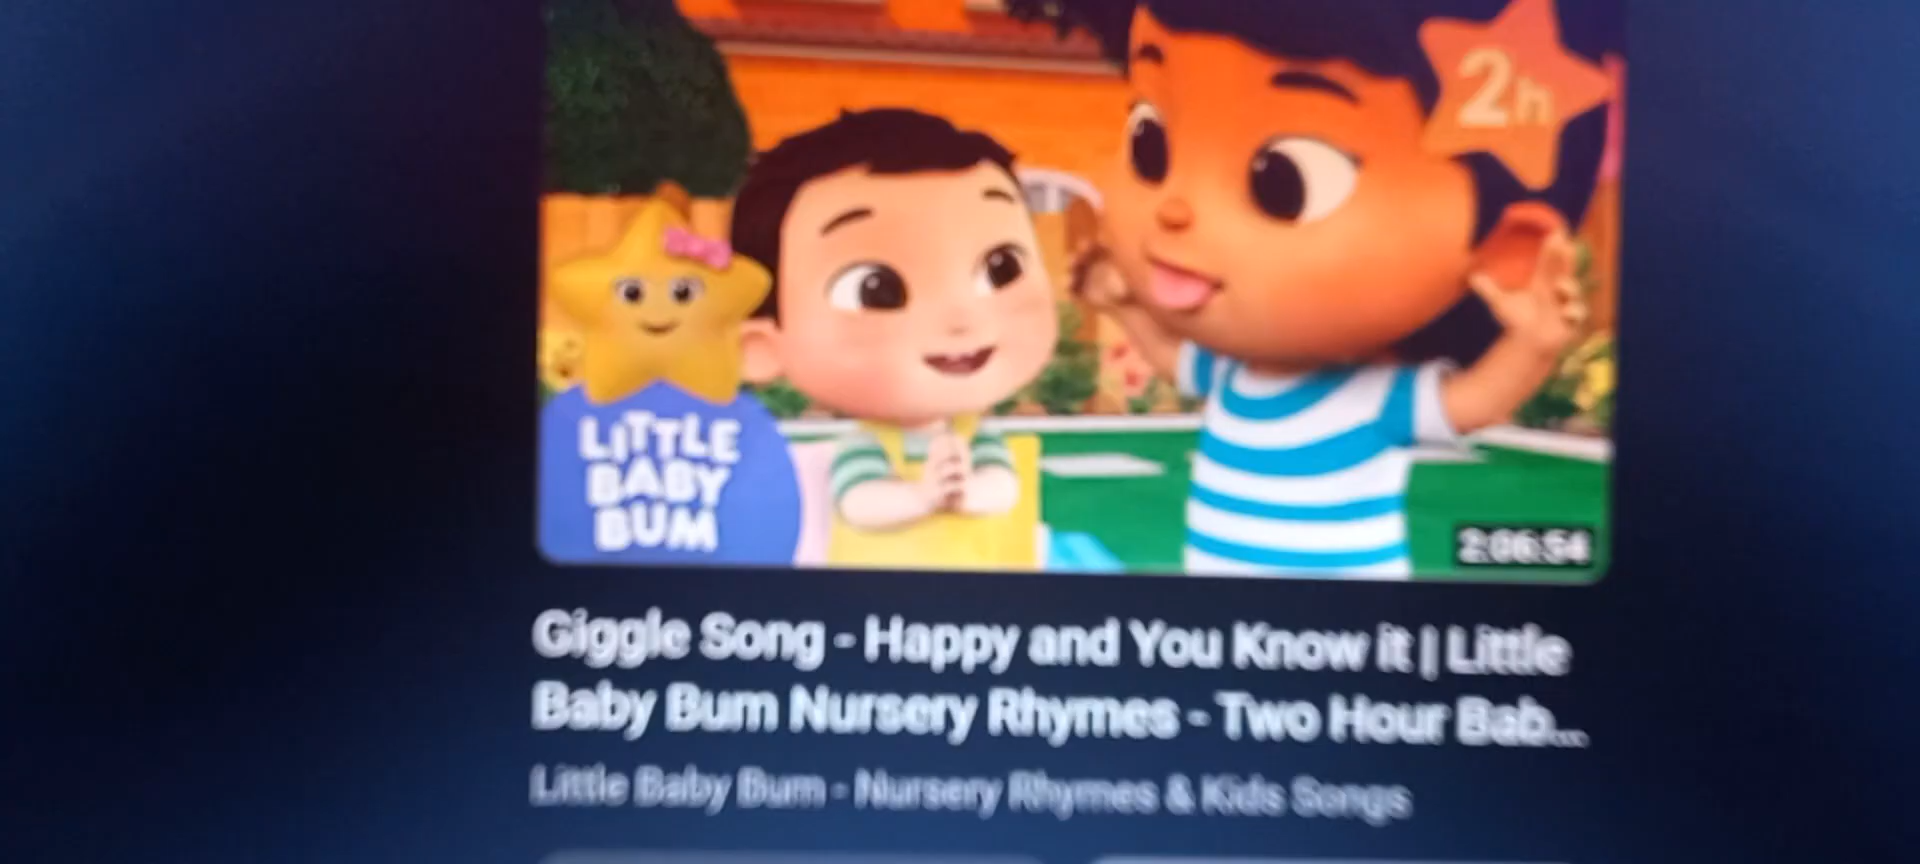 2h
LITTLE
BABY
BUM
2:06:54
Giggle Song - Happy and You Know it | Little
Baby Bum Nursery Rhymes - Two Hour Bab...
Little Baby Bum - Nursery Rhymes & Kids Songs